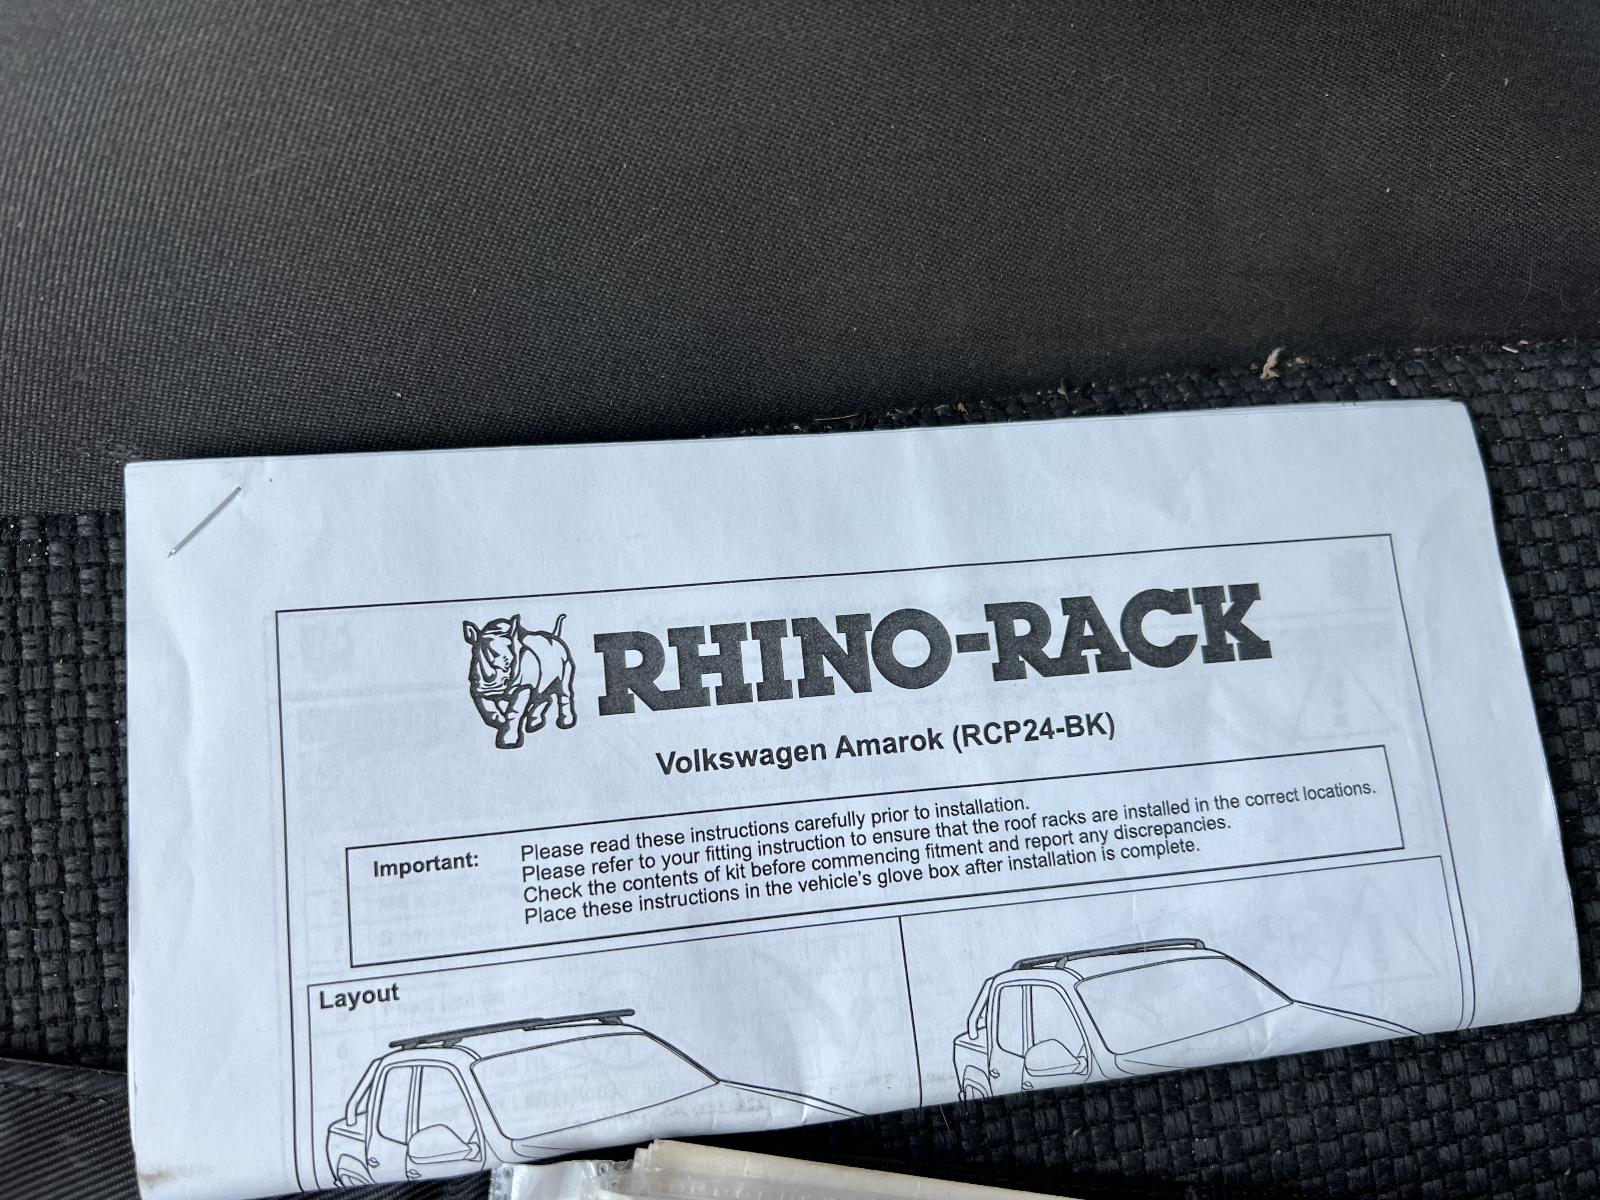 RHINO-RACK
Volkswagen Amarok (RCP24-BK)
Important:
Please read these instructions carefully prior to installation.
Please refer to your fitting instruction to ensure that the roof racks are installed in the correct locations.
Check the contents of kit before commencing fitment and report any discrepancies.
Place these instructions in the vehicle's glove box after installation is complete.
Layout